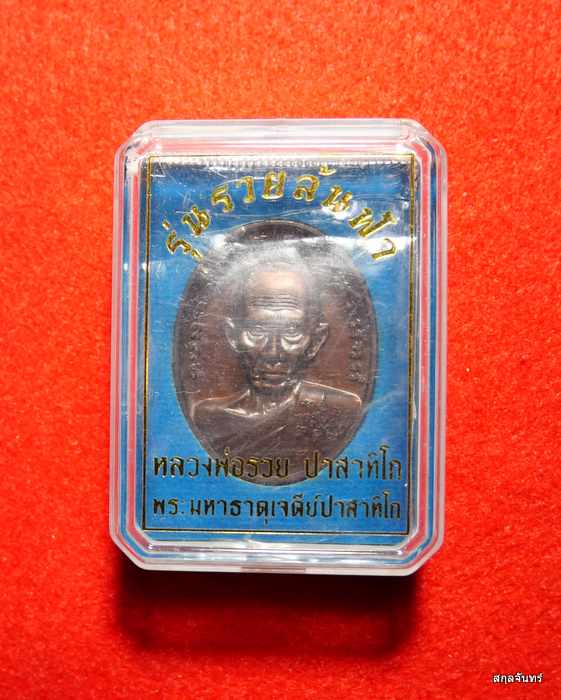 รุ่นรวยล้นฟ้า
หลวงพ่อรวย ปาสาทิโก
พระมหาธาตุเจดีย์ปาสาทิโก
สกุลจันทร์